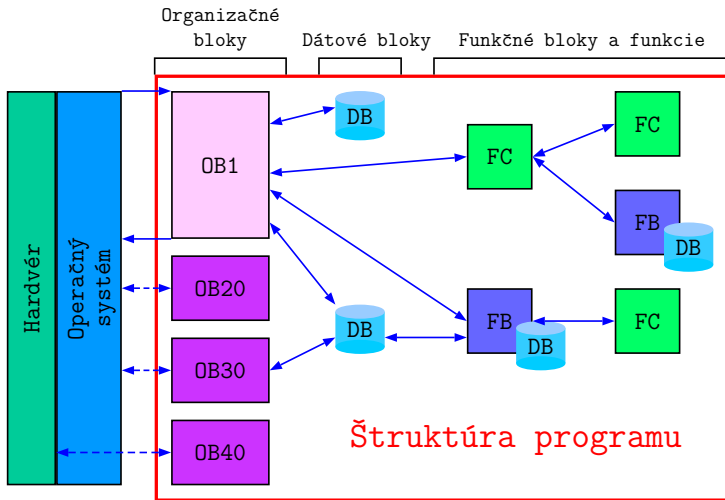 Organizačné
bloky
Dátové bloky
Funkčné bloky a funkcie
Hardvér
Operačný
systém
OB1
DB
FC
FC
FB
DB
OB20
DB
FB
DB
FC
OB30
OB40
Štruktúra programu